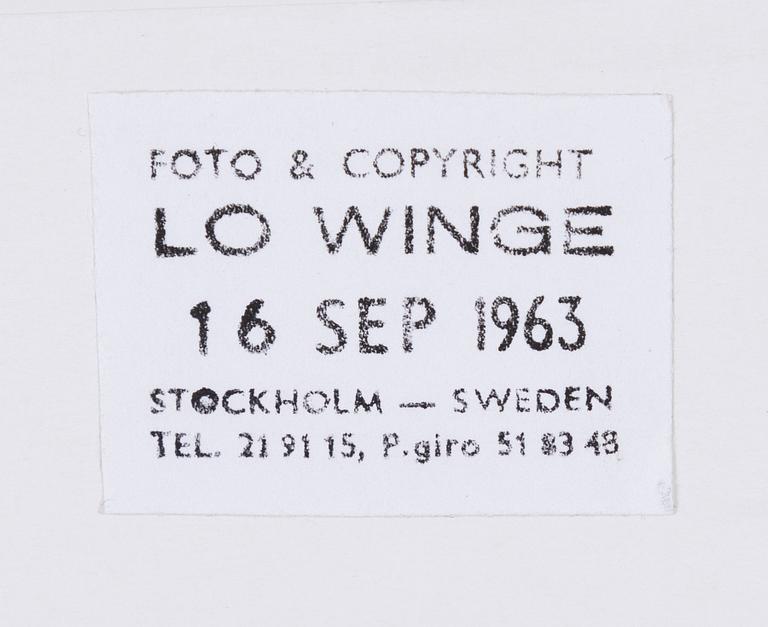 FOTO & COPYRIGHT
LO WINGE
16 SEP 1963
STOCKHOLM — SWEDEN
TEL. 21 91 15, P.giro 51 83 48